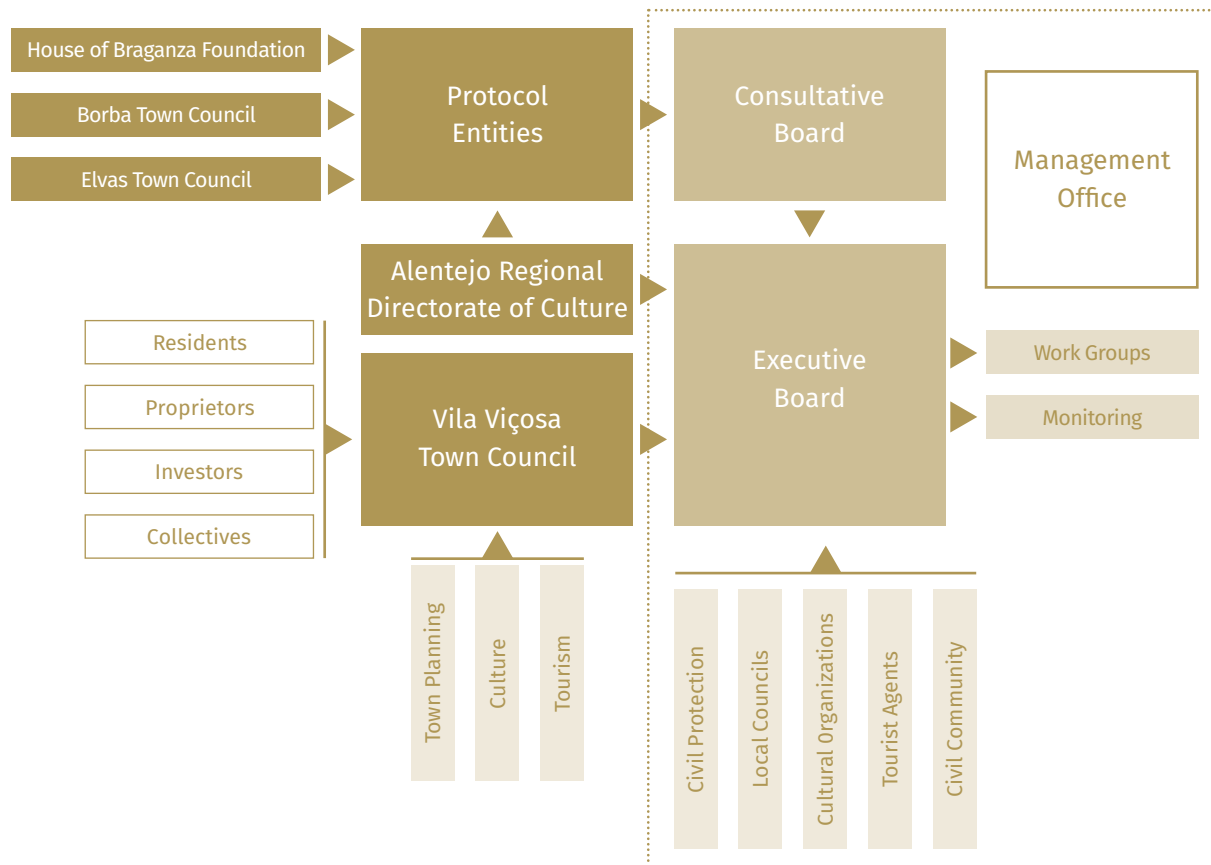 House of Braganza Foundation
Borba Town Council
Elvas Town Council
Protocol
Entities
Consultative
Board
Management
Office
Alentejo Regional
Directorate of Culture
Residents
Proprietors
Investors
Collectives
Vila Viçosa
Town Council
Executive
Board
Work Groups
Monitoring
Town Planning
Culture
Tourism
Civil Protection
Local Councils
Cultural Organizations
Tourist Agents
Civil Community